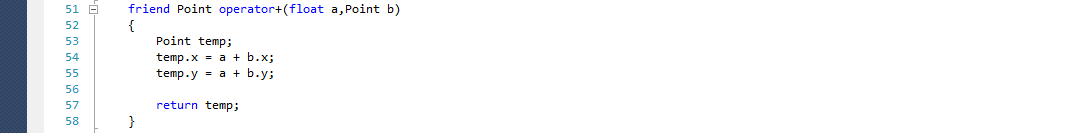 51 friend Point operator+(float a,Point b)
52 {
53 Point temp;
54 temp.x = a + b.x;
55 temp.y = a + b.y;
56
57 return temp;
58 }